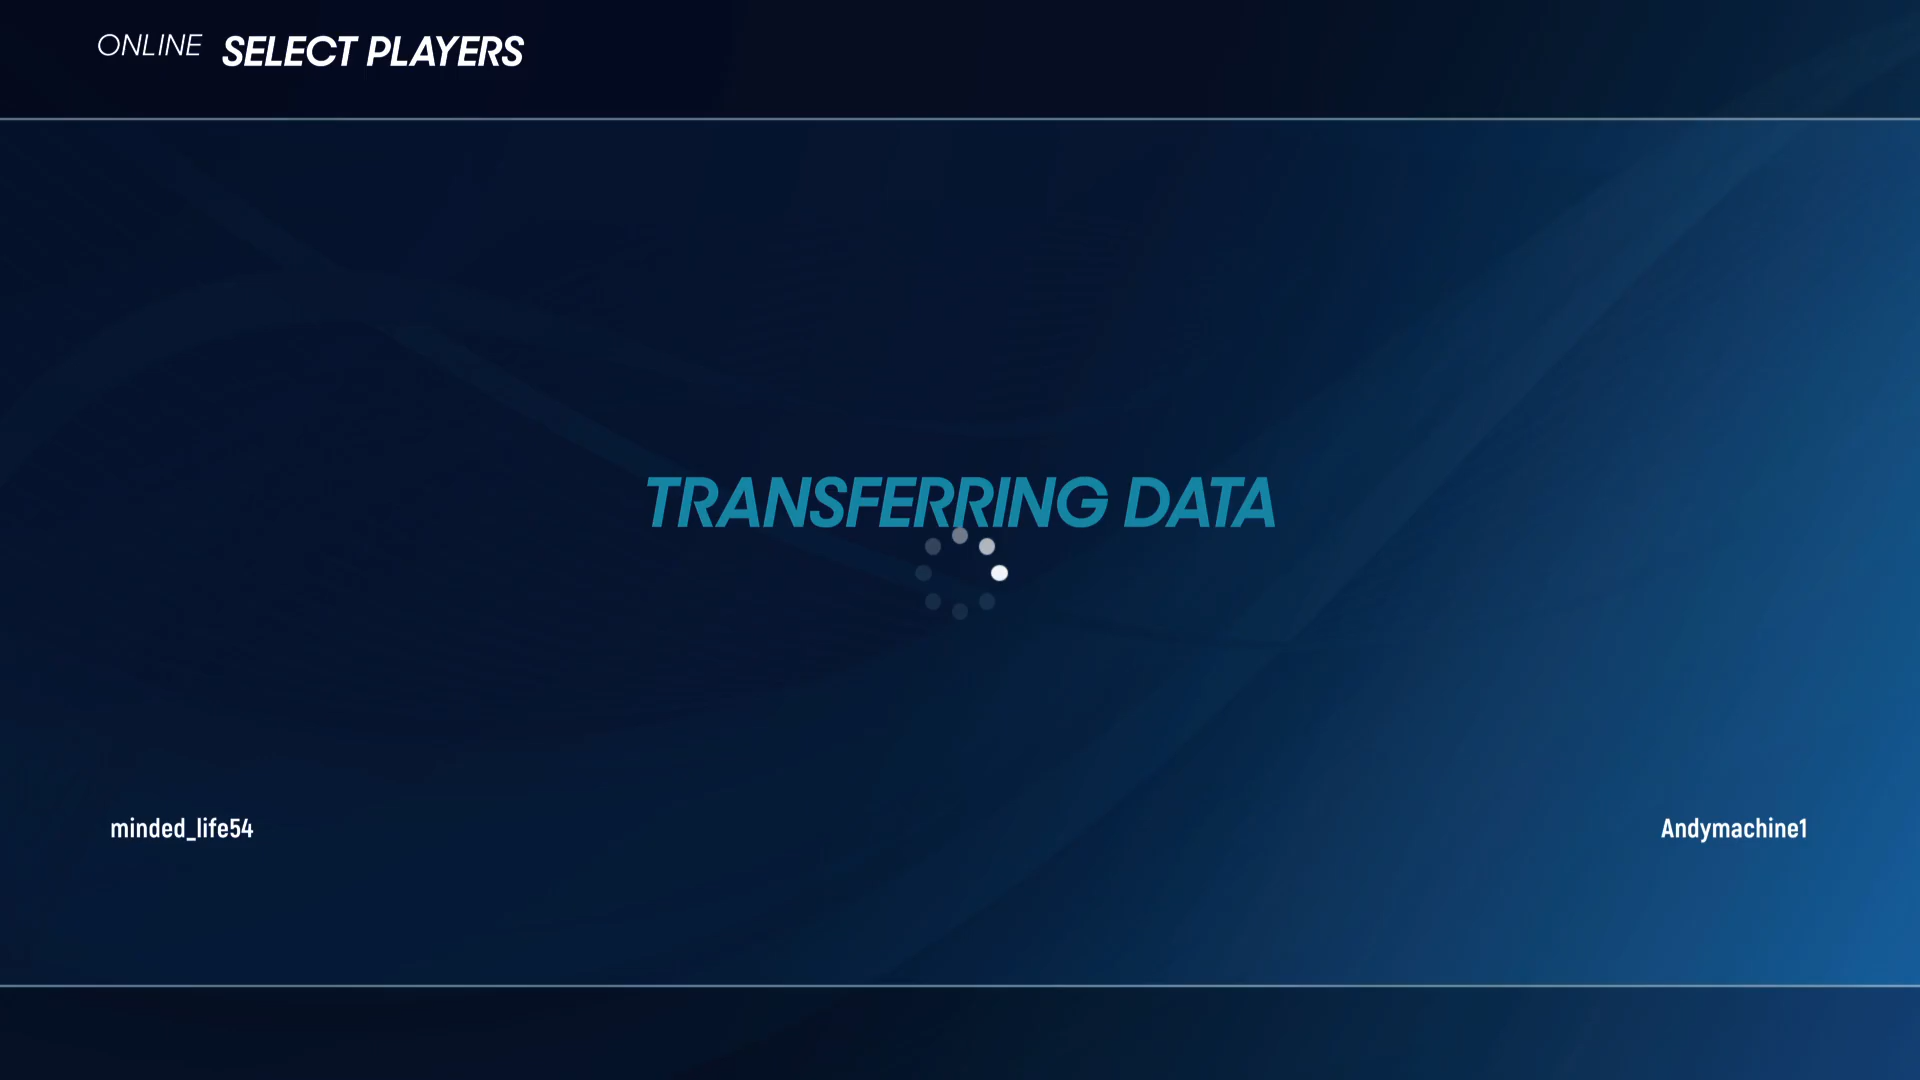 ONLINE SELECT PLAYERS
TRANSFERRING DATA
minded_life54
Andymachine1